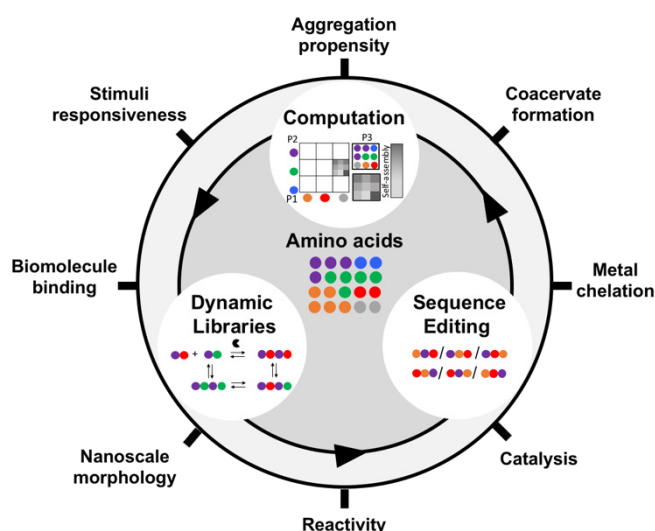 Aggregation
propensity
Stimuli
responsiveness
Coacervate
formation
Computation
P2
P3
Self-assembly
P1
Amino acids
Biomolecule
binding
Metal
chelation
Dynamic
Libraries
+
Sequence
Editing
/ /
/ /
Nanoscale
morphology
Catalysis
Reactivity